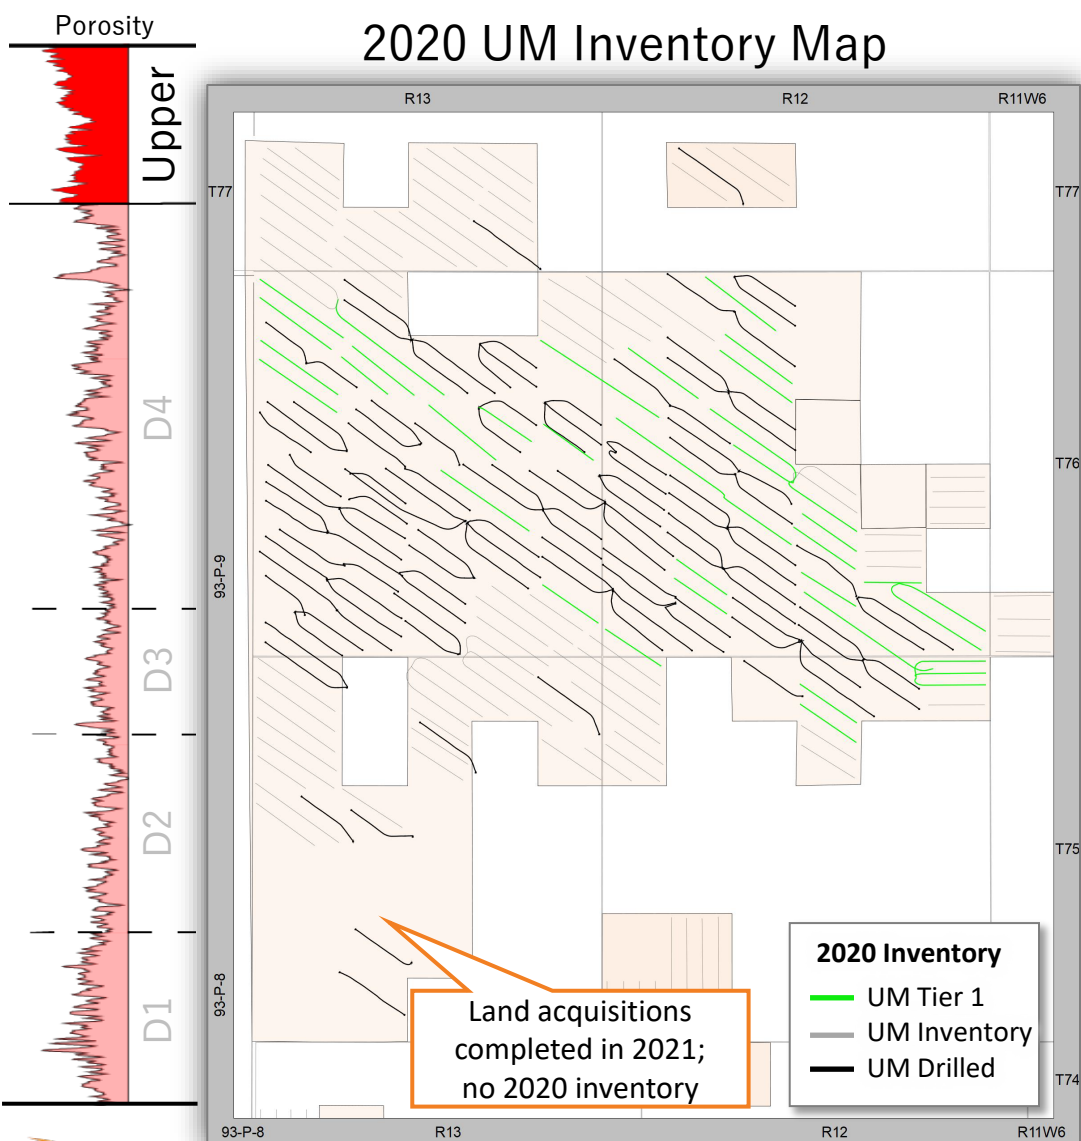 Porosity
2020 UM Inventory Map
Upper
D4
D3
D2
D1
R13
R12
R11W6
T77
T77
T76
93-P-9
T75
93-P-8
T74
2020 Inventory
UM Tier 1
UM Inventory
UM Drilled
Land acquisitions
completed in 2021;
no 2020 inventory
93-P-8
R13
R12
R11W6